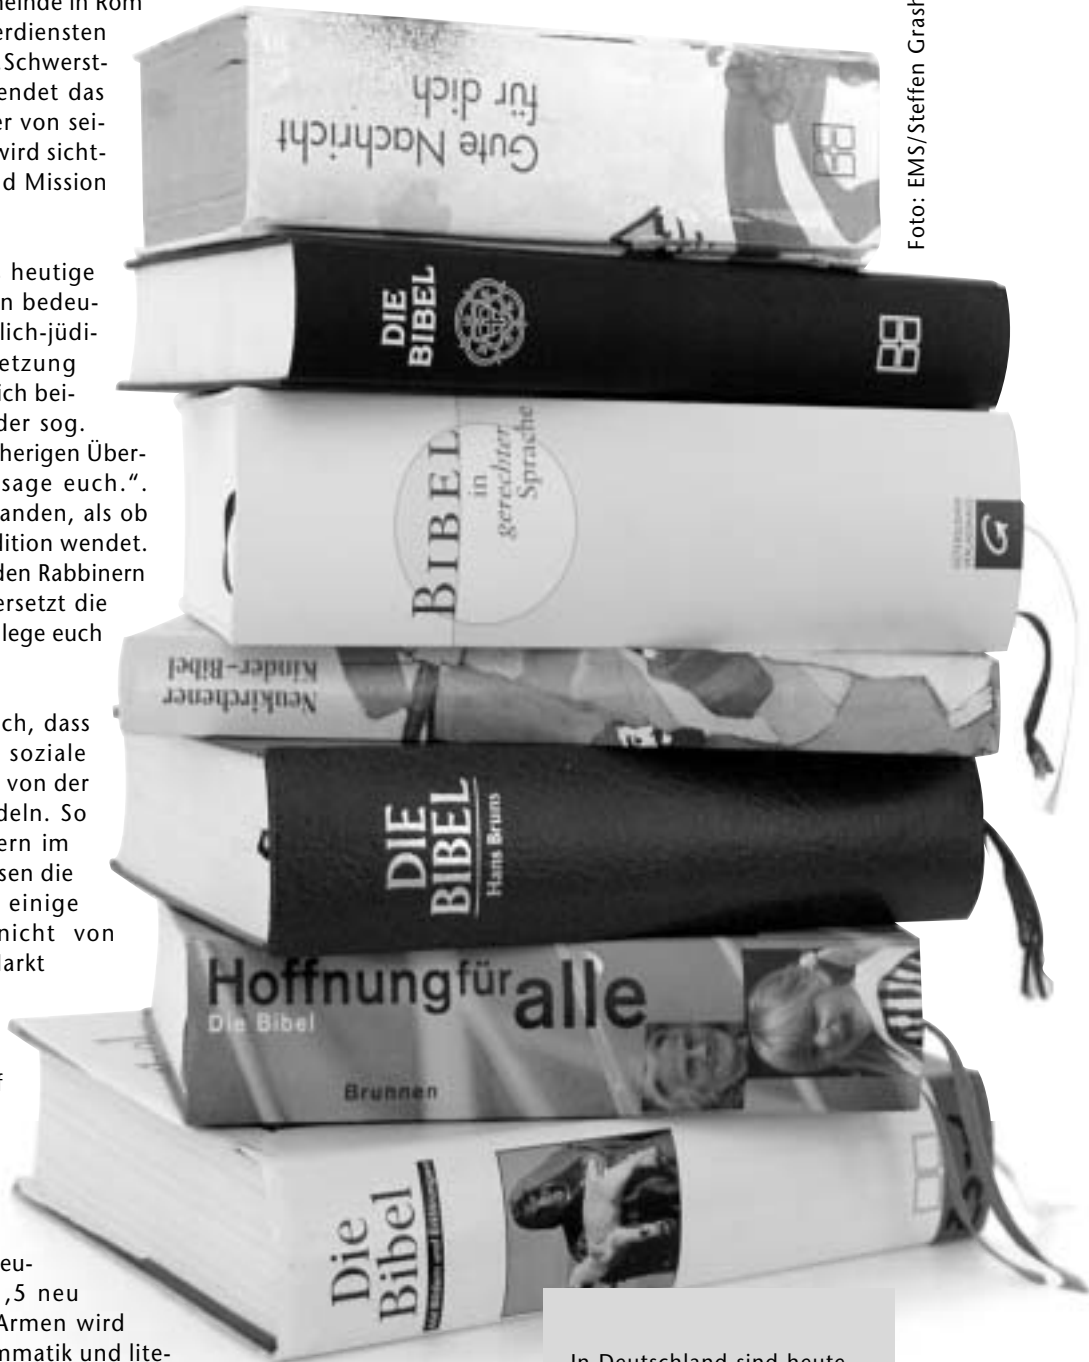 einde in Rom
erdiensten
Schwerst-
endet das
er von sei-
wird sicht-
d Mission
heutige
n bedeu-
lich-jüdi-
etzung
ich bei-
der sog.
herigen Über-
sage euch.“.
anden, als ob
dition wendet.
den Rabbinern
ersetzt die
lege euch
ch, dass
soziale
von der
deln. So
ern im
sen die
einige
nicht von
arkt
eu-
,5 neu
Armen wird
mmatik und lite-
Foto: EMS/Steffen Grash
Gute Nachricht
für dich
DIE
BIBEL
BIBEL
in
gerechter
Sprache
G
Neukirchener
Kinder-Bibel
DIE
BIBEL
Hans Bruns
Hoffnung für alle
Die Bibel
Brunnen
Die
Bibel
In Deutschland sind heute